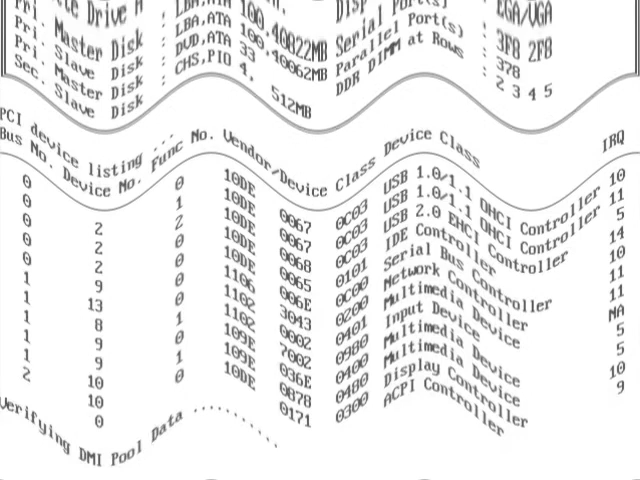 te Drive A : EGA/VGA
Pri. Master Disk : LBA,ATA 100,40022MB Serial Port(s) : 3F8 2F8
Pri. Slave Disk : LBA,ATA 100,40062MB Parallel Port(s) : 378
Sec. Master Disk : DVD,ATA 33 DDR DIMM at Rows : 2 3 4 5
Sec. Slave Disk : CHS,PIO 4, 512MB
PCI device listing ...
Bus No. Device No. Func No. Vendor/Device Class Device Class IRQ
0 2 0 10DE 0067 0C03 USB 1.0/1.1 OHCI Controller 10
0 2 1 10DE 0067 0C03 USB 1.0/1.1 OHCI Controller 11
0 2 2 10DE 0068 0C03 USB 2.0 EHCI Controller 5
0 9 0 10DE 0065 0101 IDE Controller 14
0 13 0 10DE 006E 0C00 Serial Bus Controller 10
1 8 0 1106 3043 0200 Network Controller 11
1 9 0 1102 0002 0401 Multimedia Device 11
1 9 1 1102 7002 0980 Input Device NA
1 10 0 109E 036E 0400 Multimedia Device 5
1 10 1 109E 0878 0480 Multimedia Device 5
2 0 0 10DE 0171 0300 Display Controller 10
ACPI Controller 9
Verifying DMI Pool Data ............